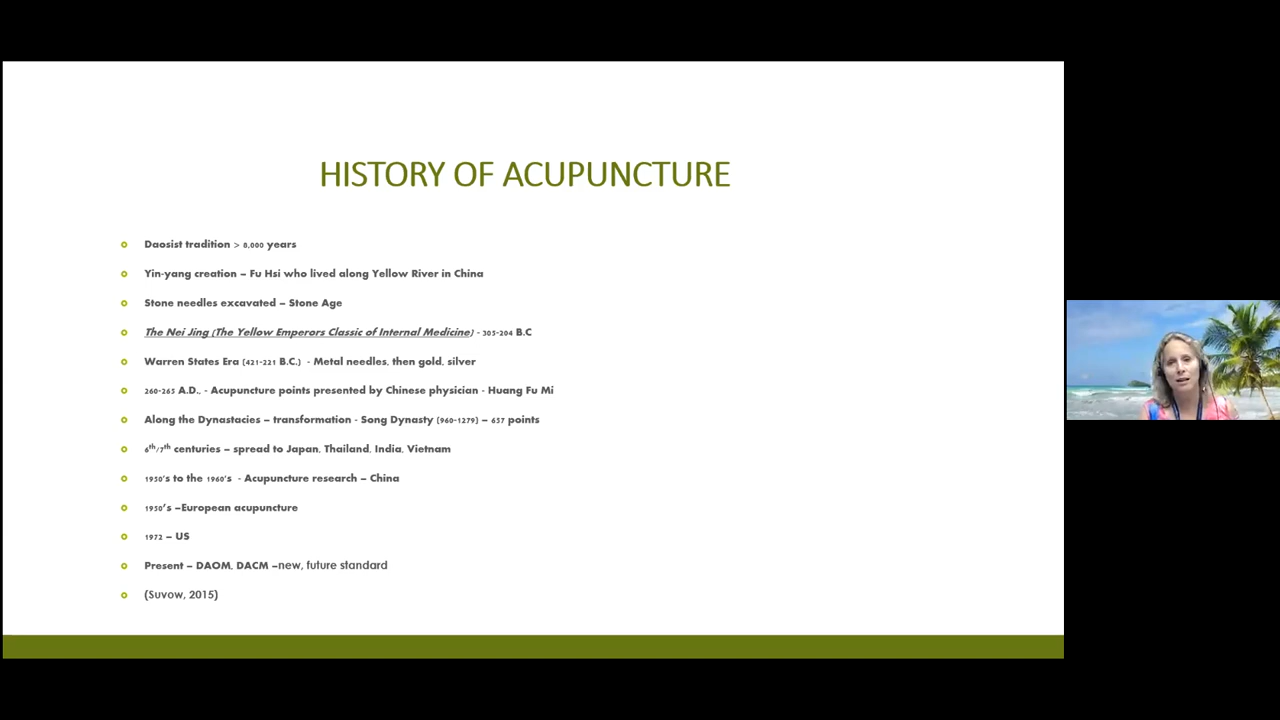 HISTORY OF ACUPUNCTURE
Daosist tradition > 8,000 years
Yin-yang creation – Fu Hsi who lived along Yellow River in China
Stone needles excavated – Stone Age
The Nei Jing (The Yellow Emperors Classic of Internal Medicine) - 305-204 B.C
Warren States Era (421-221 B.C.) - Metal needles, then gold, silver
260-265 A.D., - Acupuncture points presented by Chinese physician - Huang Fu Mi
Along the Dynastacies – transformation - Song Dynasty (960-1279) – 657 points
6th/7th centuries – spread to Japan, Thailand, India, Vietnam
1950's to the 1960's - Acupuncture research – China
1950's –European acupuncture
1972 – US
Present – DAOM, DACM –new, future standard
(Suvow, 2015)